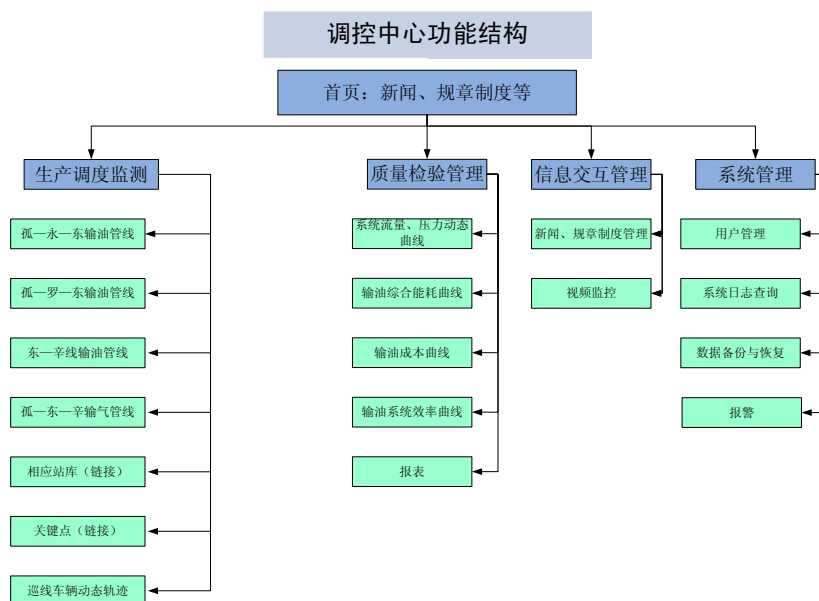 调控中心功能结构
首页：新闻、规章制度等
生产调度监测
质量检验管理
信息交互管理
系统管理
孤—永—东输油管线
孤—罗—东输油管线
东—辛线输油管线
孤—东—辛输气管线
相应站库（链接）
关键点（链接）
巡线车辆动态轨迹
系统流量、压力动态
曲线
输油综合能耗曲线
输油成本曲线
输油系统效率曲线
报表
新闻、规章制度管理
视频监控
用户管理
系统日志查询
数据备份与恢复
报警